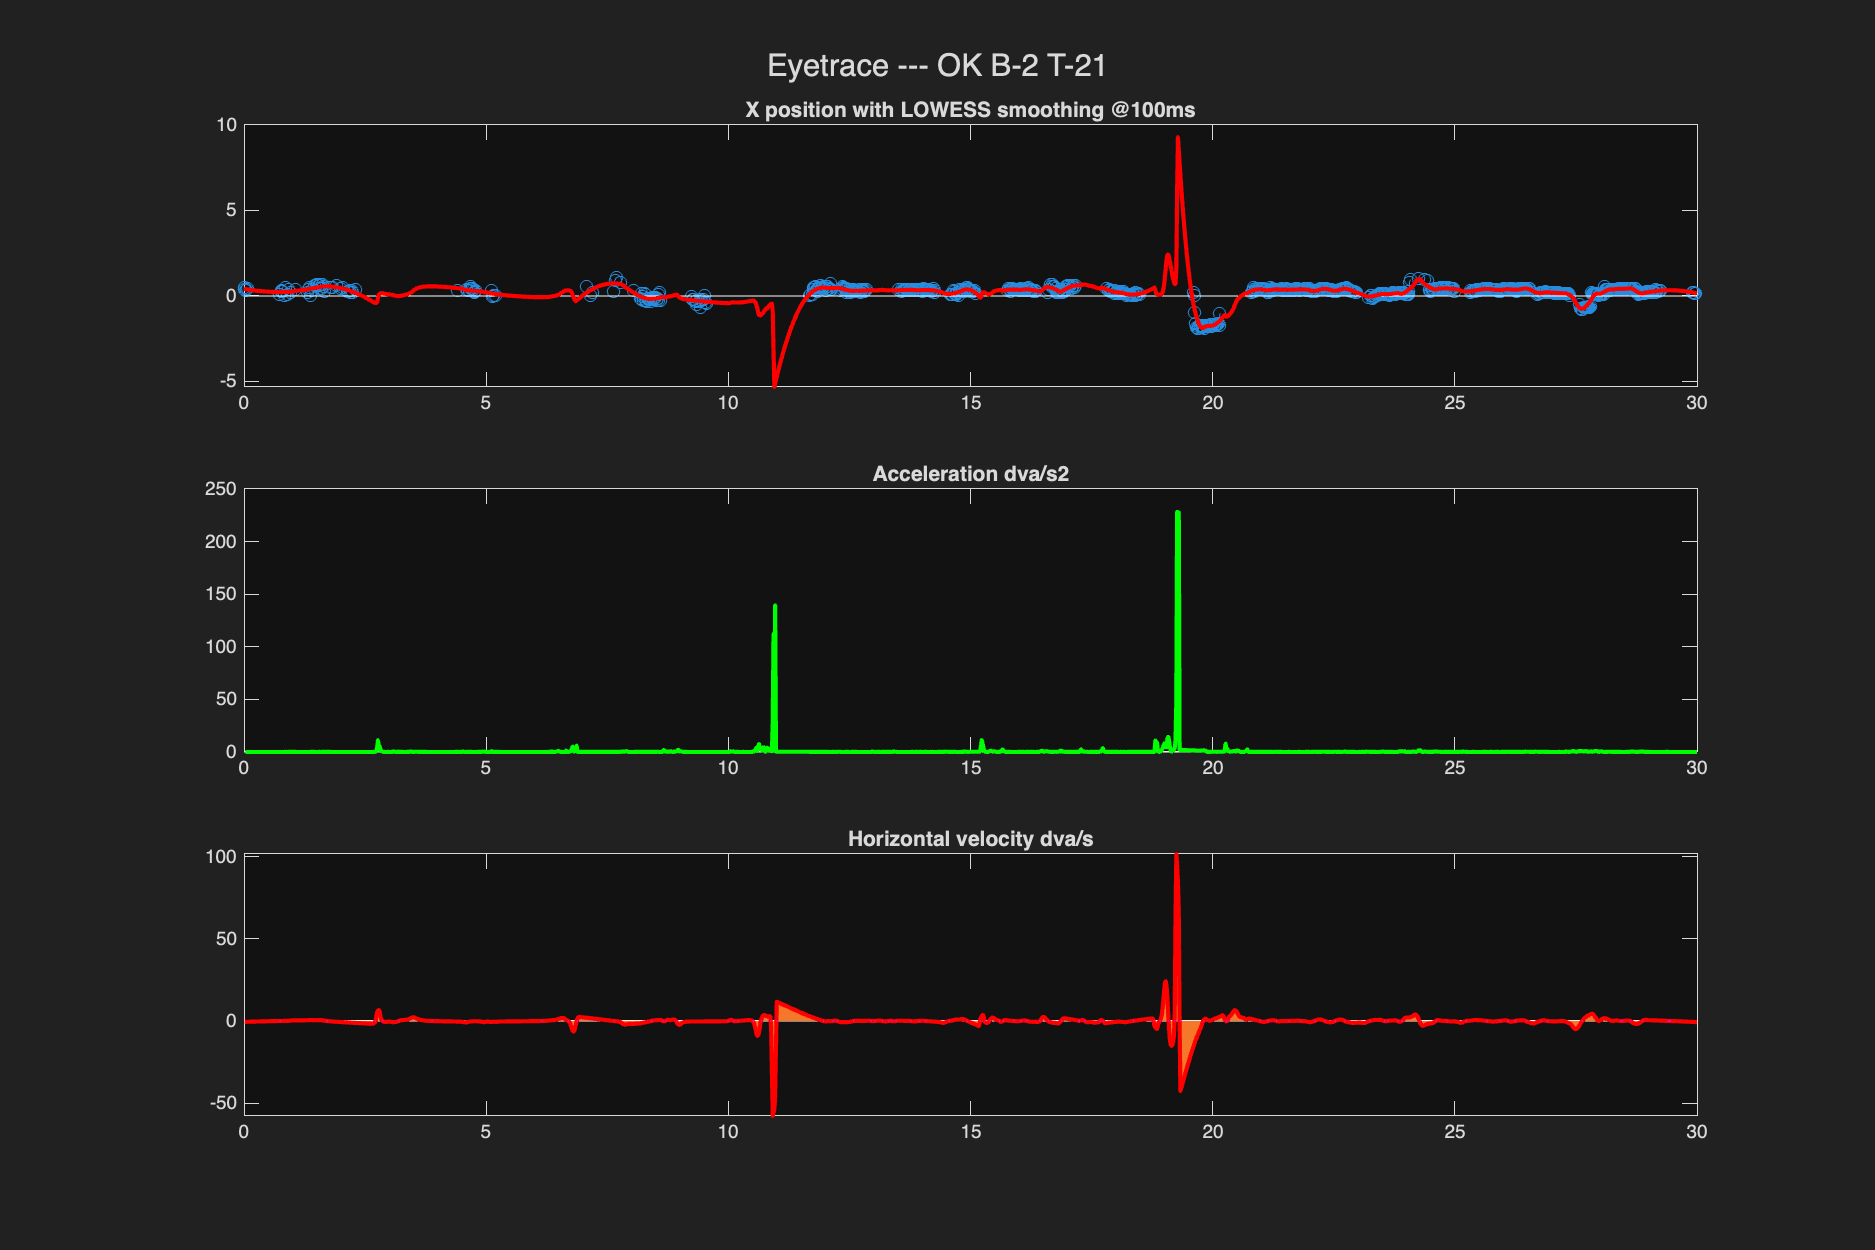 Eyetrace --- OK B-2 T-21
X position with LOWESS smoothing @100ms
10
5
0
-5
0 5 10 15 20 25 30
Acceleration dva/s2
250
200
150
100
50
0
0 5 10 15 20 25 30
Horizontal velocity dva/s
100
50
0
-50
0 5 10 15 20 25 30